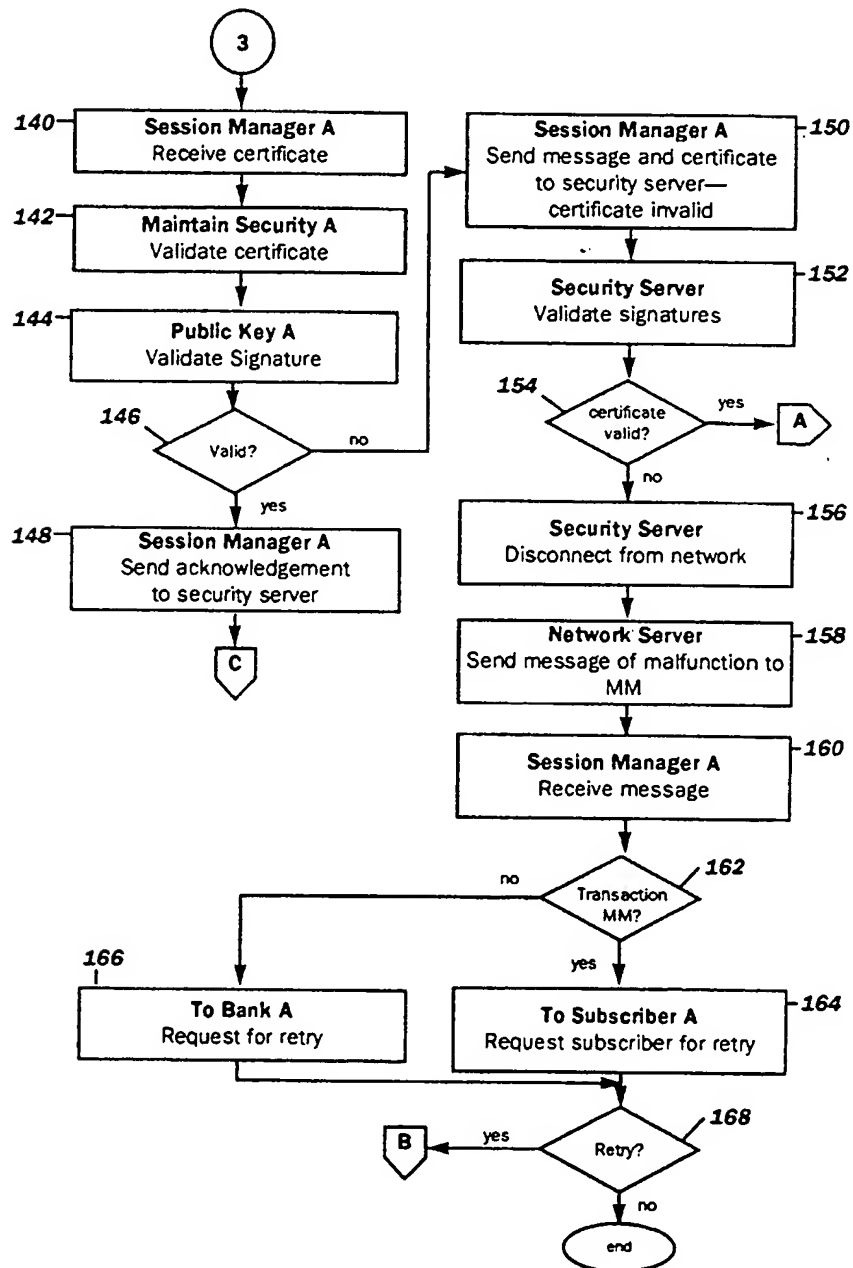 3
140
Session Manager A
Receive certificate
142
Maintain Security A
Validate certificate
144
Public Key A
Validate Signature
146
Valid?
no
yes
148
Session Manager A
Send acknowledgement
to security server
C
150
Session Manager A
Send message and certificate
to security server—
certificate invalid
152
Security Server
Validate signatures
154
certificate
valid?
yes
A
no
156
Security Server
Disconnect from network
158
Network Server
Send message of malfunction to
MM
160
Session Manager A
Receive message
162
Transaction
MM?
no
yes
166
To Bank A
Request for retry
164
To Subscriber A
Request subscriber for retry
168
Retry?
yes
B
no
end